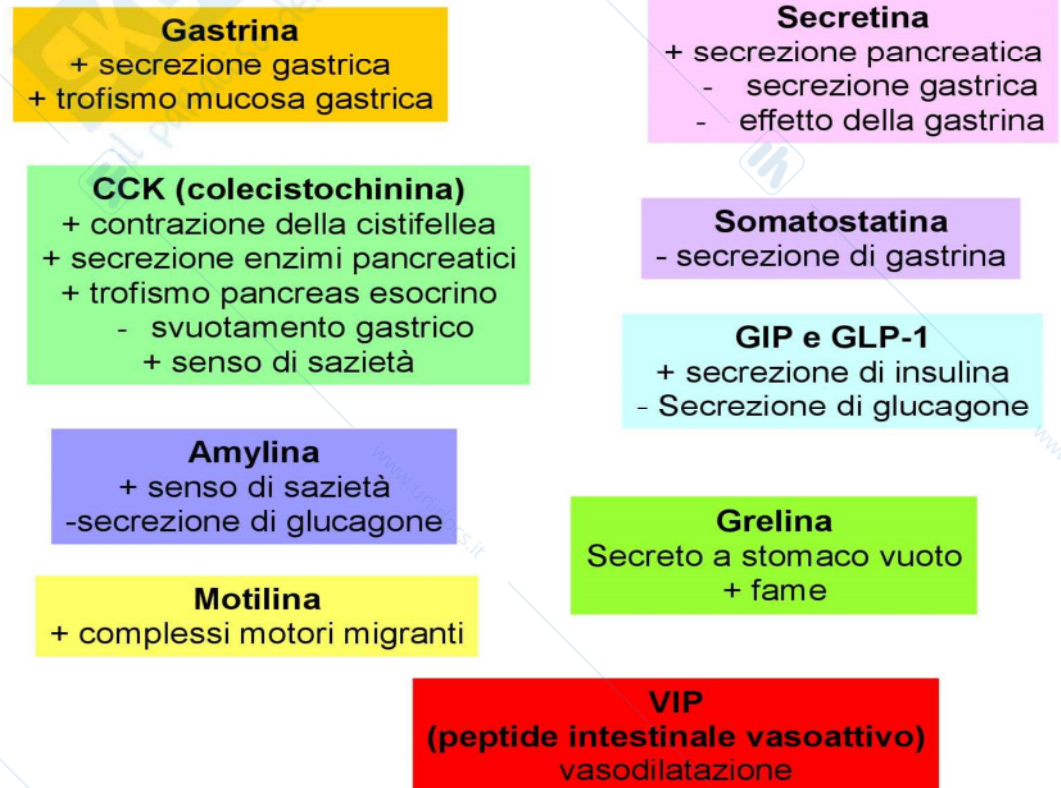 Gastrina
+ secrezione gastrica
+ trofismo mucosa gastrica
Secretina
+ secrezione pancreatica
- secrezione gastrica
- effetto della gastrina
CCK (colecistochinina)
+ contrazione della cistifellea
+ secrezione enzimi pancreatici
+ trofismo pancreas esocrino
- svuotamento gastrico
+ senso di sazietà
Somatostatina
- secrezione di gastrina
GIP e GLP-1
+ secrezione di insulina
- Secrezione di glucagone
Amylina
+ senso di sazietà
-secrezione di glucagone
Grelina
Secreto a stomaco vuoto
+ fame
Motilina
+ complessi motori migranti
VIP
(peptide intestinale vasoattivo)
vasodilatazione
www.unidocs.it